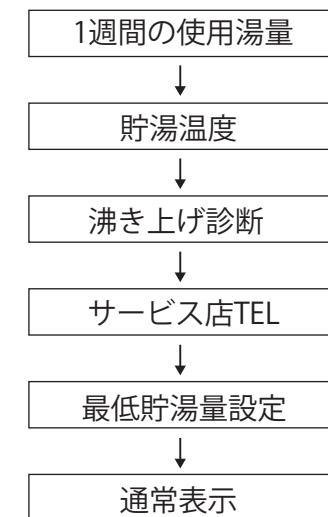 1週間の使用湯量
貯湯温度
沸き上げ診断
サービス店TEL
最低貯湯量設定
通常表示